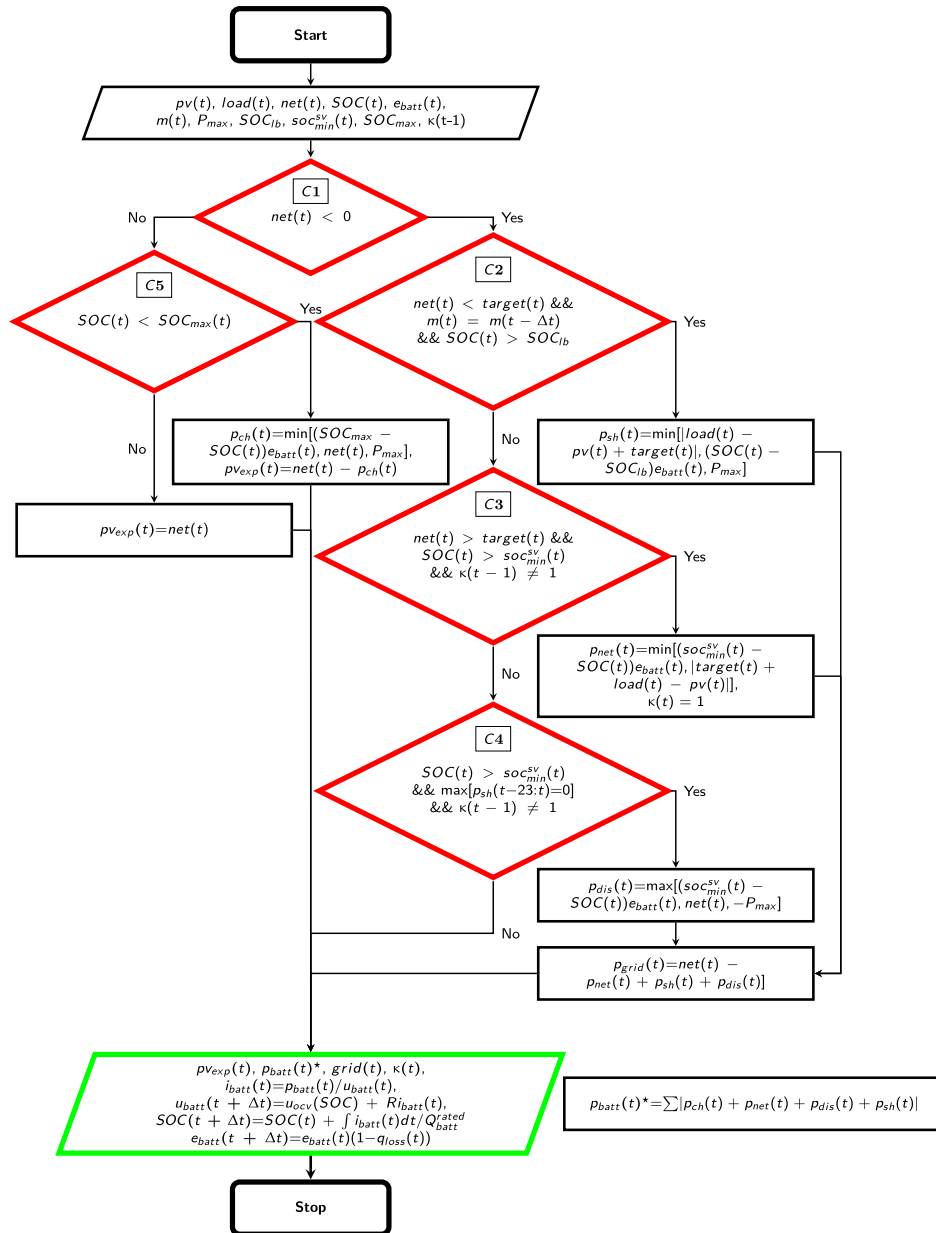 Start
pv(t), load(t), net(t), SOC(t), e_batt(t),
m(t), P_max, SOC_lb, soc^sv_min(t), SOC_max, κ(t-1)
C1
net(t) < 0
No
Yes
C5
SOC(t) < SOC_max(t)
Yes
No
C2
net(t) < target(t) &&
m(t) = m(t − Δt)
&& SOC(t) > SOC_lb
Yes
No
p_ch(t)=min[(SOC_max −
SOC(t))e_batt(t), net(t), P_max],
pv_exp(t)=net(t) − p_ch(t)
p_sh(t)=min[|load(t) −
pv(t) + target(t)|, (SOC(t) −
SOC_lb)e_batt(t), P_max]
pv_exp(t)=net(t)
C3
net(t) > target(t) &&
SOC(t) > soc^sv_min(t)
&& κ(t − 1) ≠ 1
Yes
No
p_net(t)=min[(soc^sv_min(t) −
SOC(t))e_batt(t), |target(t) +
load(t) − pv(t)|],
κ(t) = 1
C4
SOC(t) > soc^sv_min(t)
&& max[p_sh(t−23:t)=0]
&& κ(t − 1) ≠ 1
Yes
No
p_dis(t)=max[(soc^sv_min(t) −
SOC(t))e_batt(t), net(t), −P_max]
p_grid(t)=net(t) −
p_net(t) + p_sh(t) + p_dis(t)]
pv_exp(t), p_batt(t)⋆, grid(t), κ(t),
i_batt(t)=p_batt(t)/u_batt(t),
u_batt(t + Δt)=u_ocv(SOC) + Ri_batt(t),
SOC(t + Δt)=SOC(t) + ∫ i_batt(t)dt/Q^rated_batt
e_batt(t + Δt)=e_batt(t)(1−q_loss(t))
p_batt(t)⋆=∑|p_ch(t) + p_net(t) + p_dis(t) + p_sh(t)|
Stop